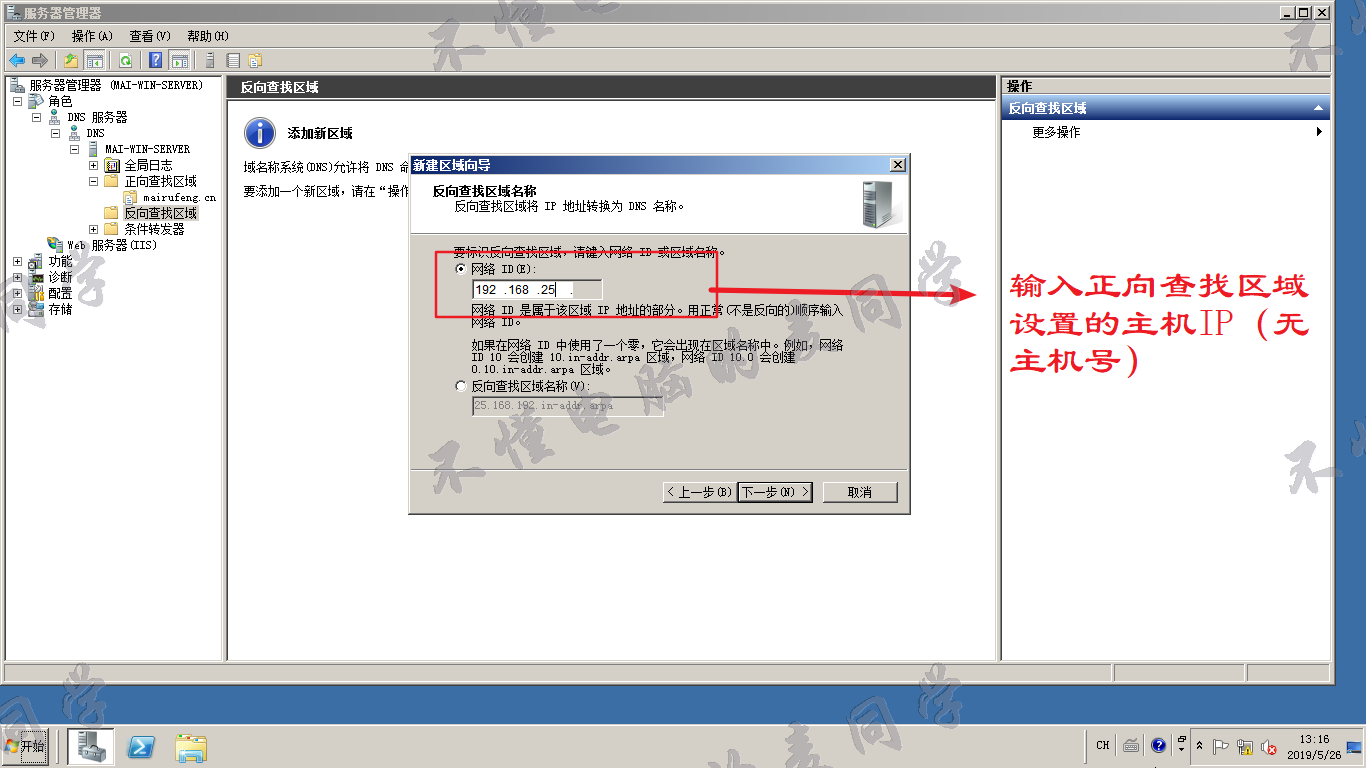 服务器管理器
文件(F) 操作(A) 查看(V) 帮助(H)
服务器管理器 (MAI-WIN-SERVER)
角色
DNS 服务器
DNS
MAI-WIN-SERVER
全局日志
正向查找区域
mairufeng.cn
反向查找区域
条件转发器
Web 服务器(IIS)
功能
诊断
配置
存储
反向查找区域
添加新区域
域名称系统(DNS)允许将 DNS 命
要添加一个新区域，请在“操作
新建区域向导
反向查找区域名称
反向查找区域将 IP 地址转换为 DNS 名称。
要标识反向查找区域，请键入网络 ID 或区域名称。
网络 ID(E):
192 .168 .25 .
网络 ID 是属于该区域 IP 地址的部分。用正常(不是反向的)顺序输入
网络 ID。
如果在网络 ID 中使用了一个零，它会出现在区域名称中。例如，网络
ID 10 会创建 10.in-addr.arpa 区域，网络 ID 10.0 会创建
0.10.in-addr.arpa 区域。
反向查找区域名称(V):
25.168.192.in-addr.arpa
< 上一步(B) 下一步(N) > 取消
操作
反向查找区域
更多操作
输入正向查找区域
设置的主机IP（无
主机号）
不懂电脑的麦同学
开始
CH
13:16
2019/5/26